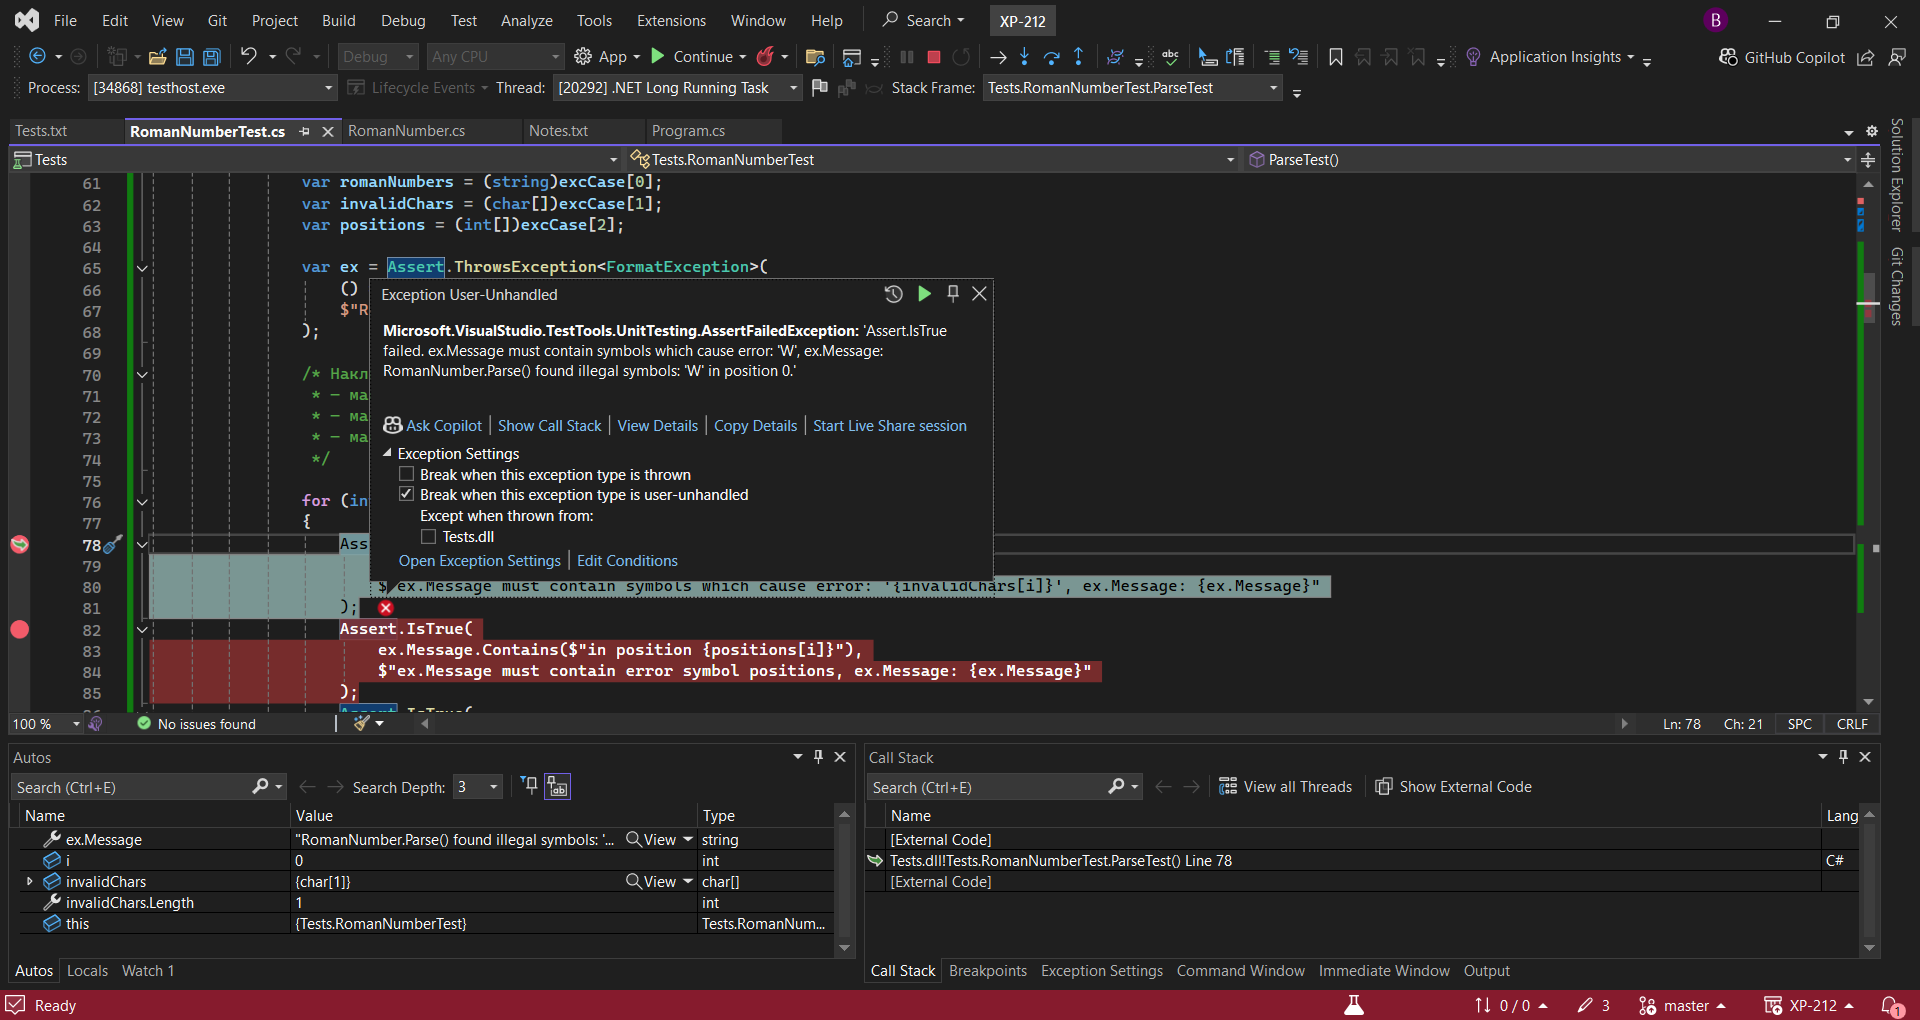 File Edit View Git Project Build Debug Test Analyze Tools Extensions Window Help Search XP-212 B
Debug Any CPU App Continue Application Insights GitHub Copilot
Process: [34868] testhost.exe Lifecycle Events Thread: [20292] .NET Long Running Task Stack Frame: Tests.RomanNumberTest.ParseTest
Tests.txt RomanNumberTest.cs RomanNumber.cs Notes.txt Program.cs
Tests Tests.RomanNumberTest ParseTest()
Solution Explorer
Git Changes
61 var romanNumbers = (string)excCase[0];
62 var invalidChars = (char[])excCase[1];
63 var positions = (int[])excCase[2];
64
65 var ex = Assert.ThrowsException<FormatException>(
66 ()
67 $"R
68 );
69
70 /* Накл
71 * — ма
72 * — ма
73 * — ма
74 */
75
76 for (in
77 {
78 Ass
79
80 $"ex.Message must contain symbols which cause error: '{invalidChars[i]}', ex.Message: {ex.Message}"
81 );
82 Assert.IsTrue(
83 ex.Message.Contains($"in position {positions[i]}"),
84 $"ex.Message must contain error symbol positions, ex.Message: {ex.Message}"
85 );
86 Assert.IsTrue(
Exception User-Unhandled
Microsoft.VisualStudio.TestTools.UnitTesting.AssertFailedException: 'Assert.IsTrue
failed. ex.Message must contain symbols which cause error: 'W', ex.Message:
RomanNumber.Parse() found illegal symbols: 'W' in position 0.'
Ask Copilot Show Call Stack View Details Copy Details Start Live Share session
Exception Settings
Break when this exception type is thrown
Break when this exception type is user-unhandled
Except when thrown from:
Tests.dll
Open Exception Settings Edit Conditions
100 % No issues found Ln: 78 Ch: 21 SPC CRLF
Autos
Search (Ctrl+E) Search Depth: 3
Name Value Type
ex.Message "RomanNumber.Parse() found illegal symbols: '... View string
i 0 int
invalidChars {char[1]} View char[]
invalidChars.Length 1 int
this {Tests.RomanNumberTest} Tests.RomanNum...
Autos Locals Watch 1
Call Stack
Search (Ctrl+E) View all Threads Show External Code
Name Lang
[External Code]
Tests.dll!Tests.RomanNumberTest.ParseTest() Line 78 C#
[External Code]
Call Stack Breakpoints Exception Settings Command Window Immediate Window Output
Ready 0 / 0 3 master XP-212 1